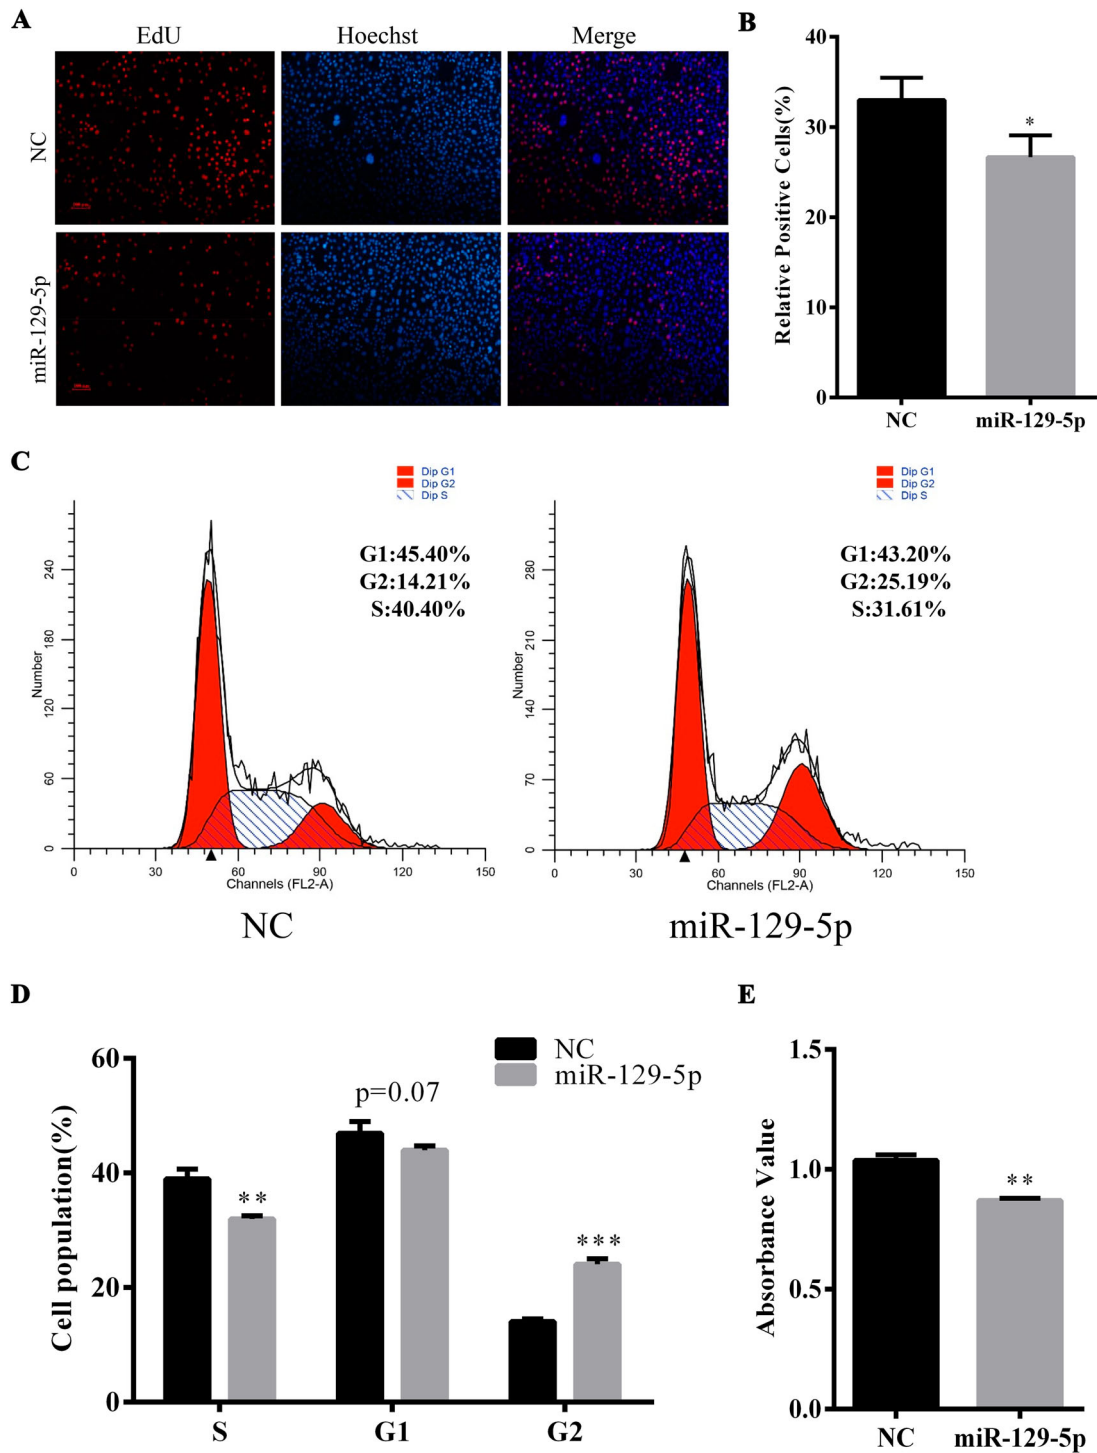 A
EdU
Hoechst
Merge
NC
miR-129-5p
B
Relative Positive Cells(%)
40
30
20
10
0
*
NC
miR-129-5p
C
Dip G1
Dip G2
Dip S
G1:45.40%
G2:14.21%
S:40.40%
Number
240
180
120
60
0
0
30
60
90
120
150
Channels (FL2-A)
NC
Dip G1
Dip G2
Dip S
G1:43.20%
G2:25.19%
S:31.61%
Number
280
210
140
70
0
0
30
60
90
120
150
Channels (FL2-A)
miR-129-5p
D
Cell population(%)
60
40
20
0
NC
miR-129-5p
**
p=0.07
***
S
G1
G2
E
Absorbance Value
1.5
1.0
0.5
0.0
**
NC
miR-129-5p